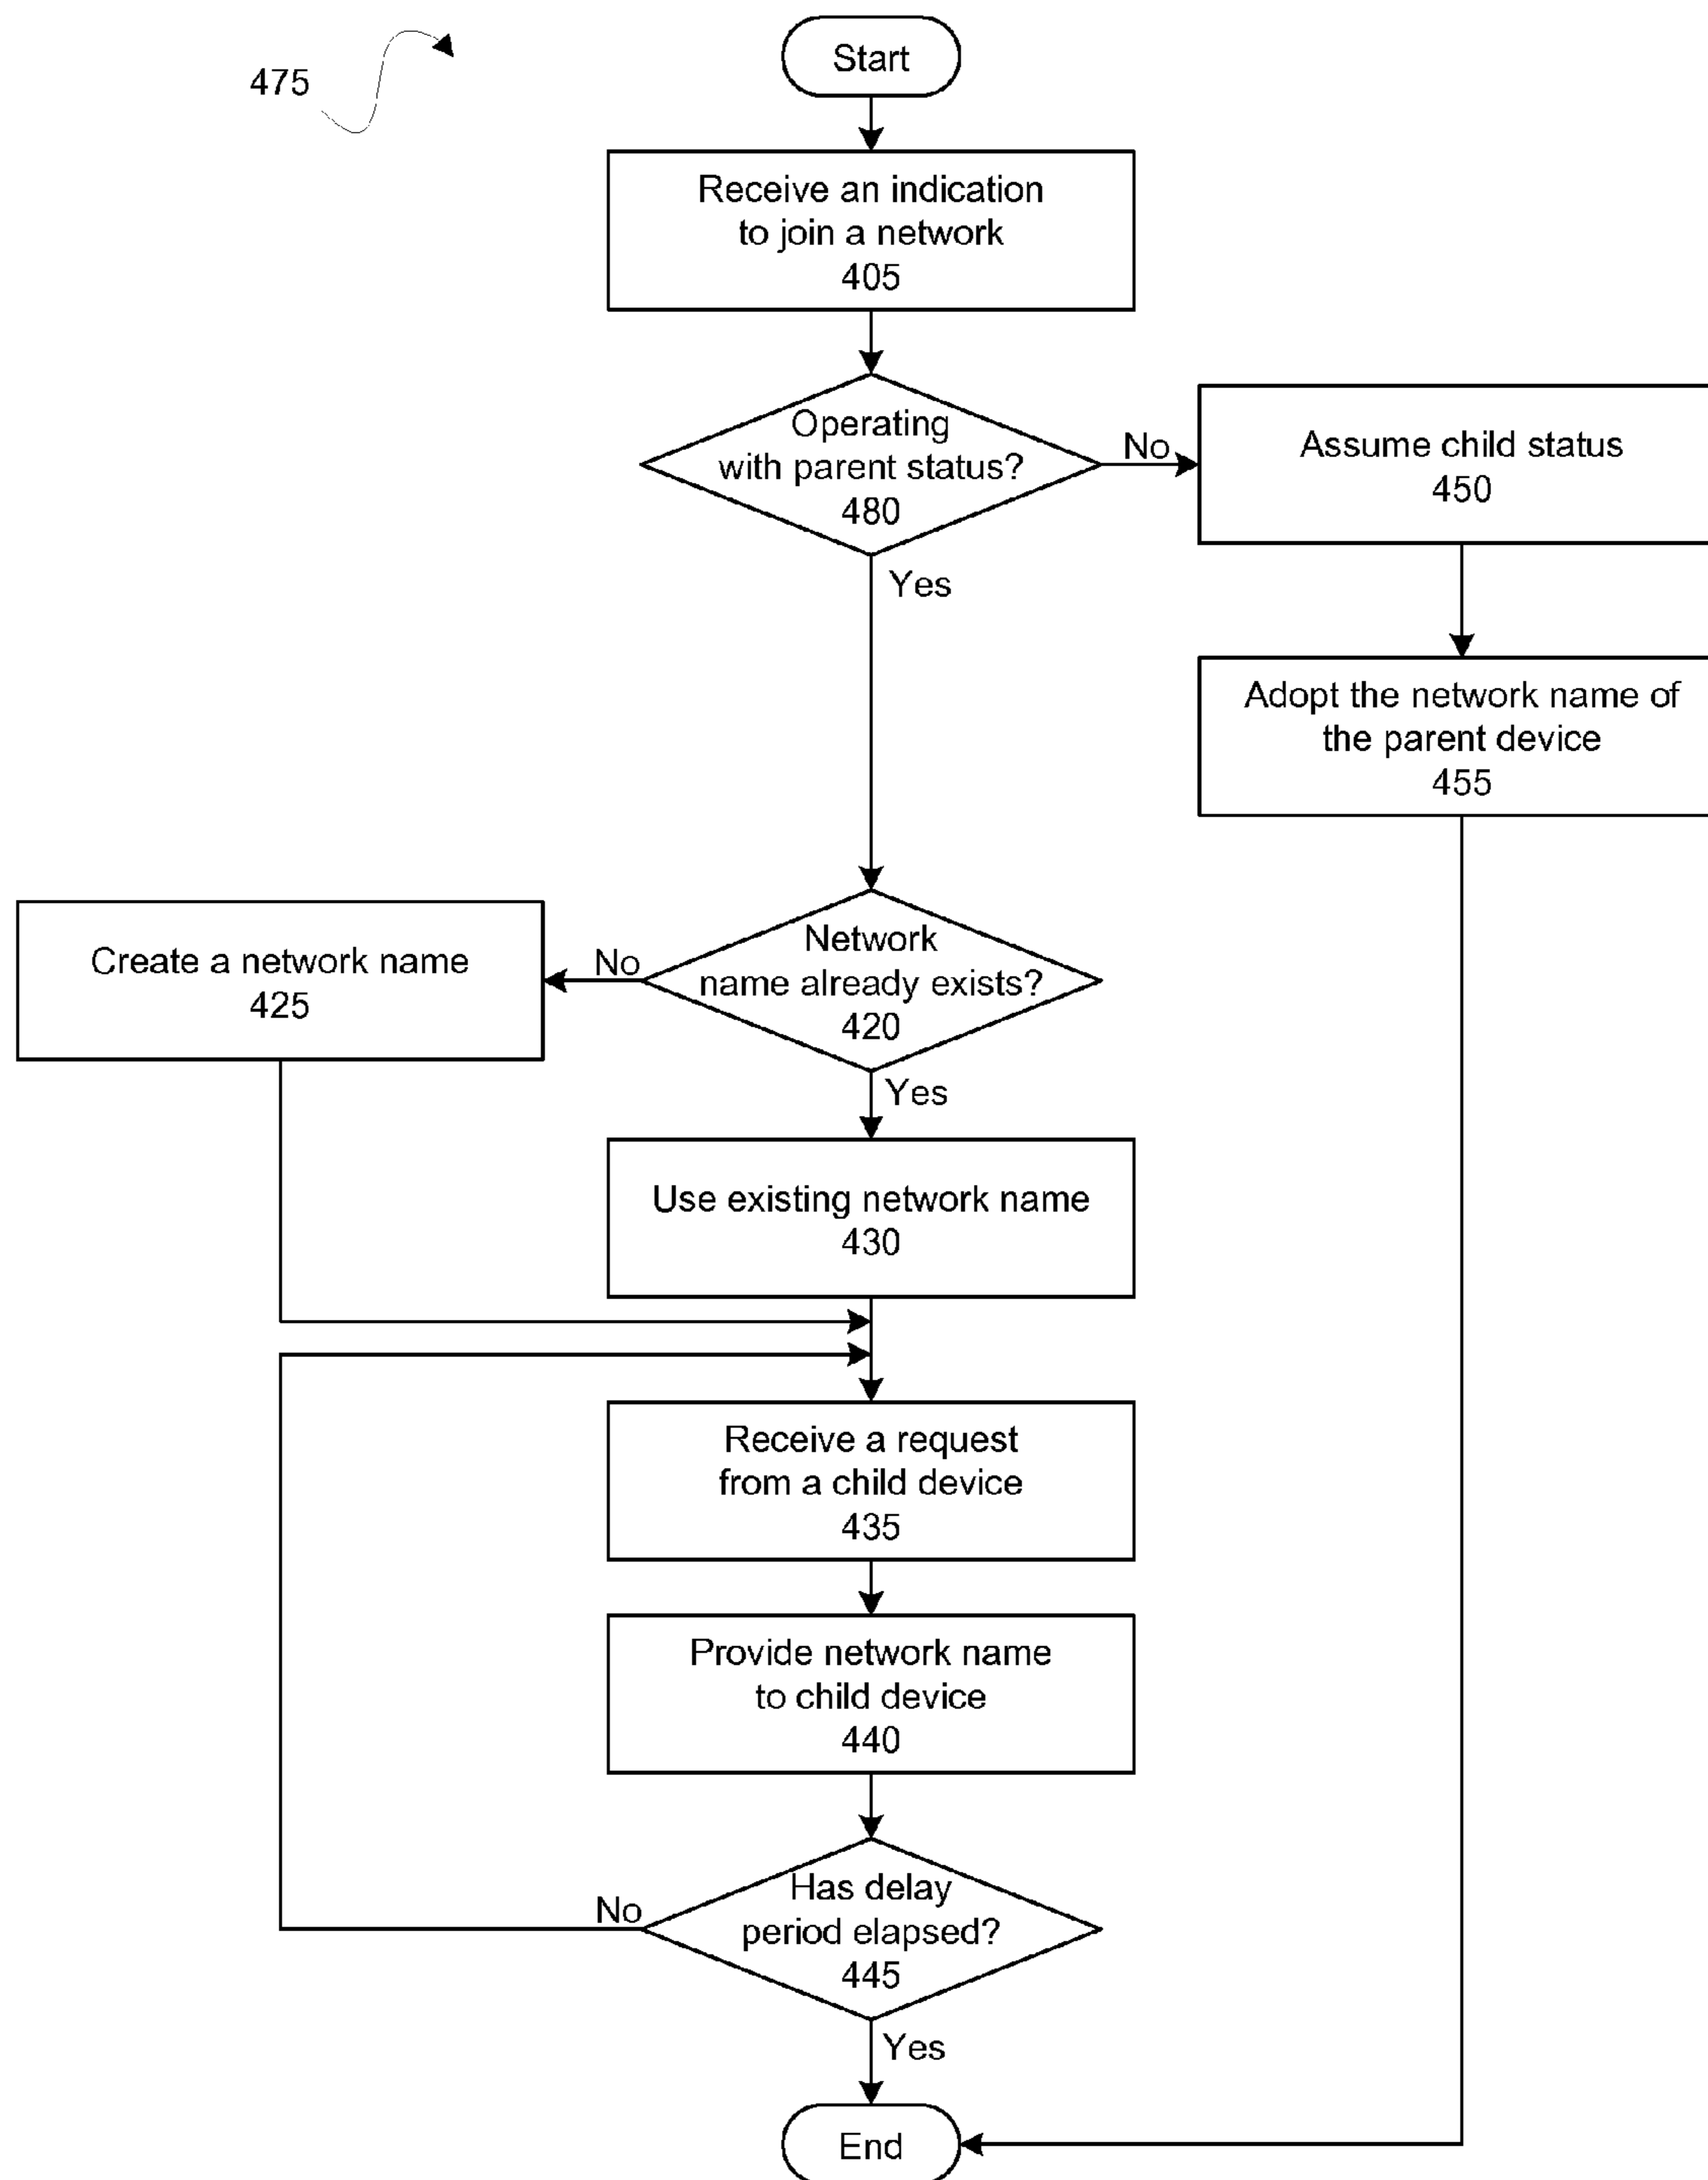 475
Start
Receive an indication
to join a network
405
Operating
with parent status?
480
No
Assume child status
450
Yes
Adopt the network name of
the parent device
455
Network
name already exists?
420
No
Create a network name
425
Yes
Use existing network name
430
Receive a request
from a child device
435
Provide network name
to child device
440
Has delay
period elapsed?
445
No
Yes
End